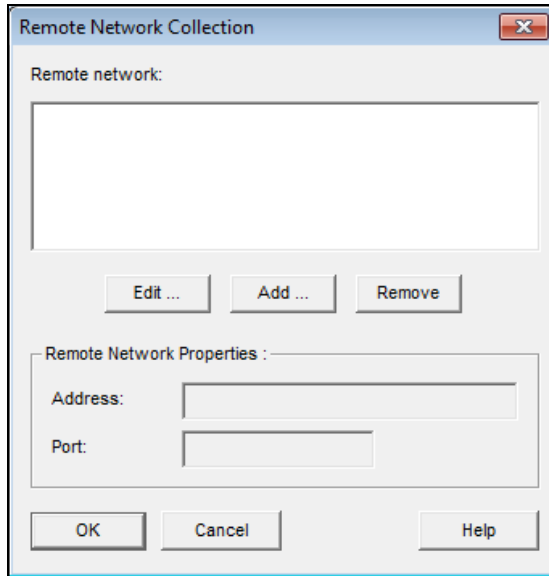 Remote Network Collection
Remote network:
Edit ...
Add ...
Remove
Remote Network Properties :
Address:
Port:
OK
Cancel
Help